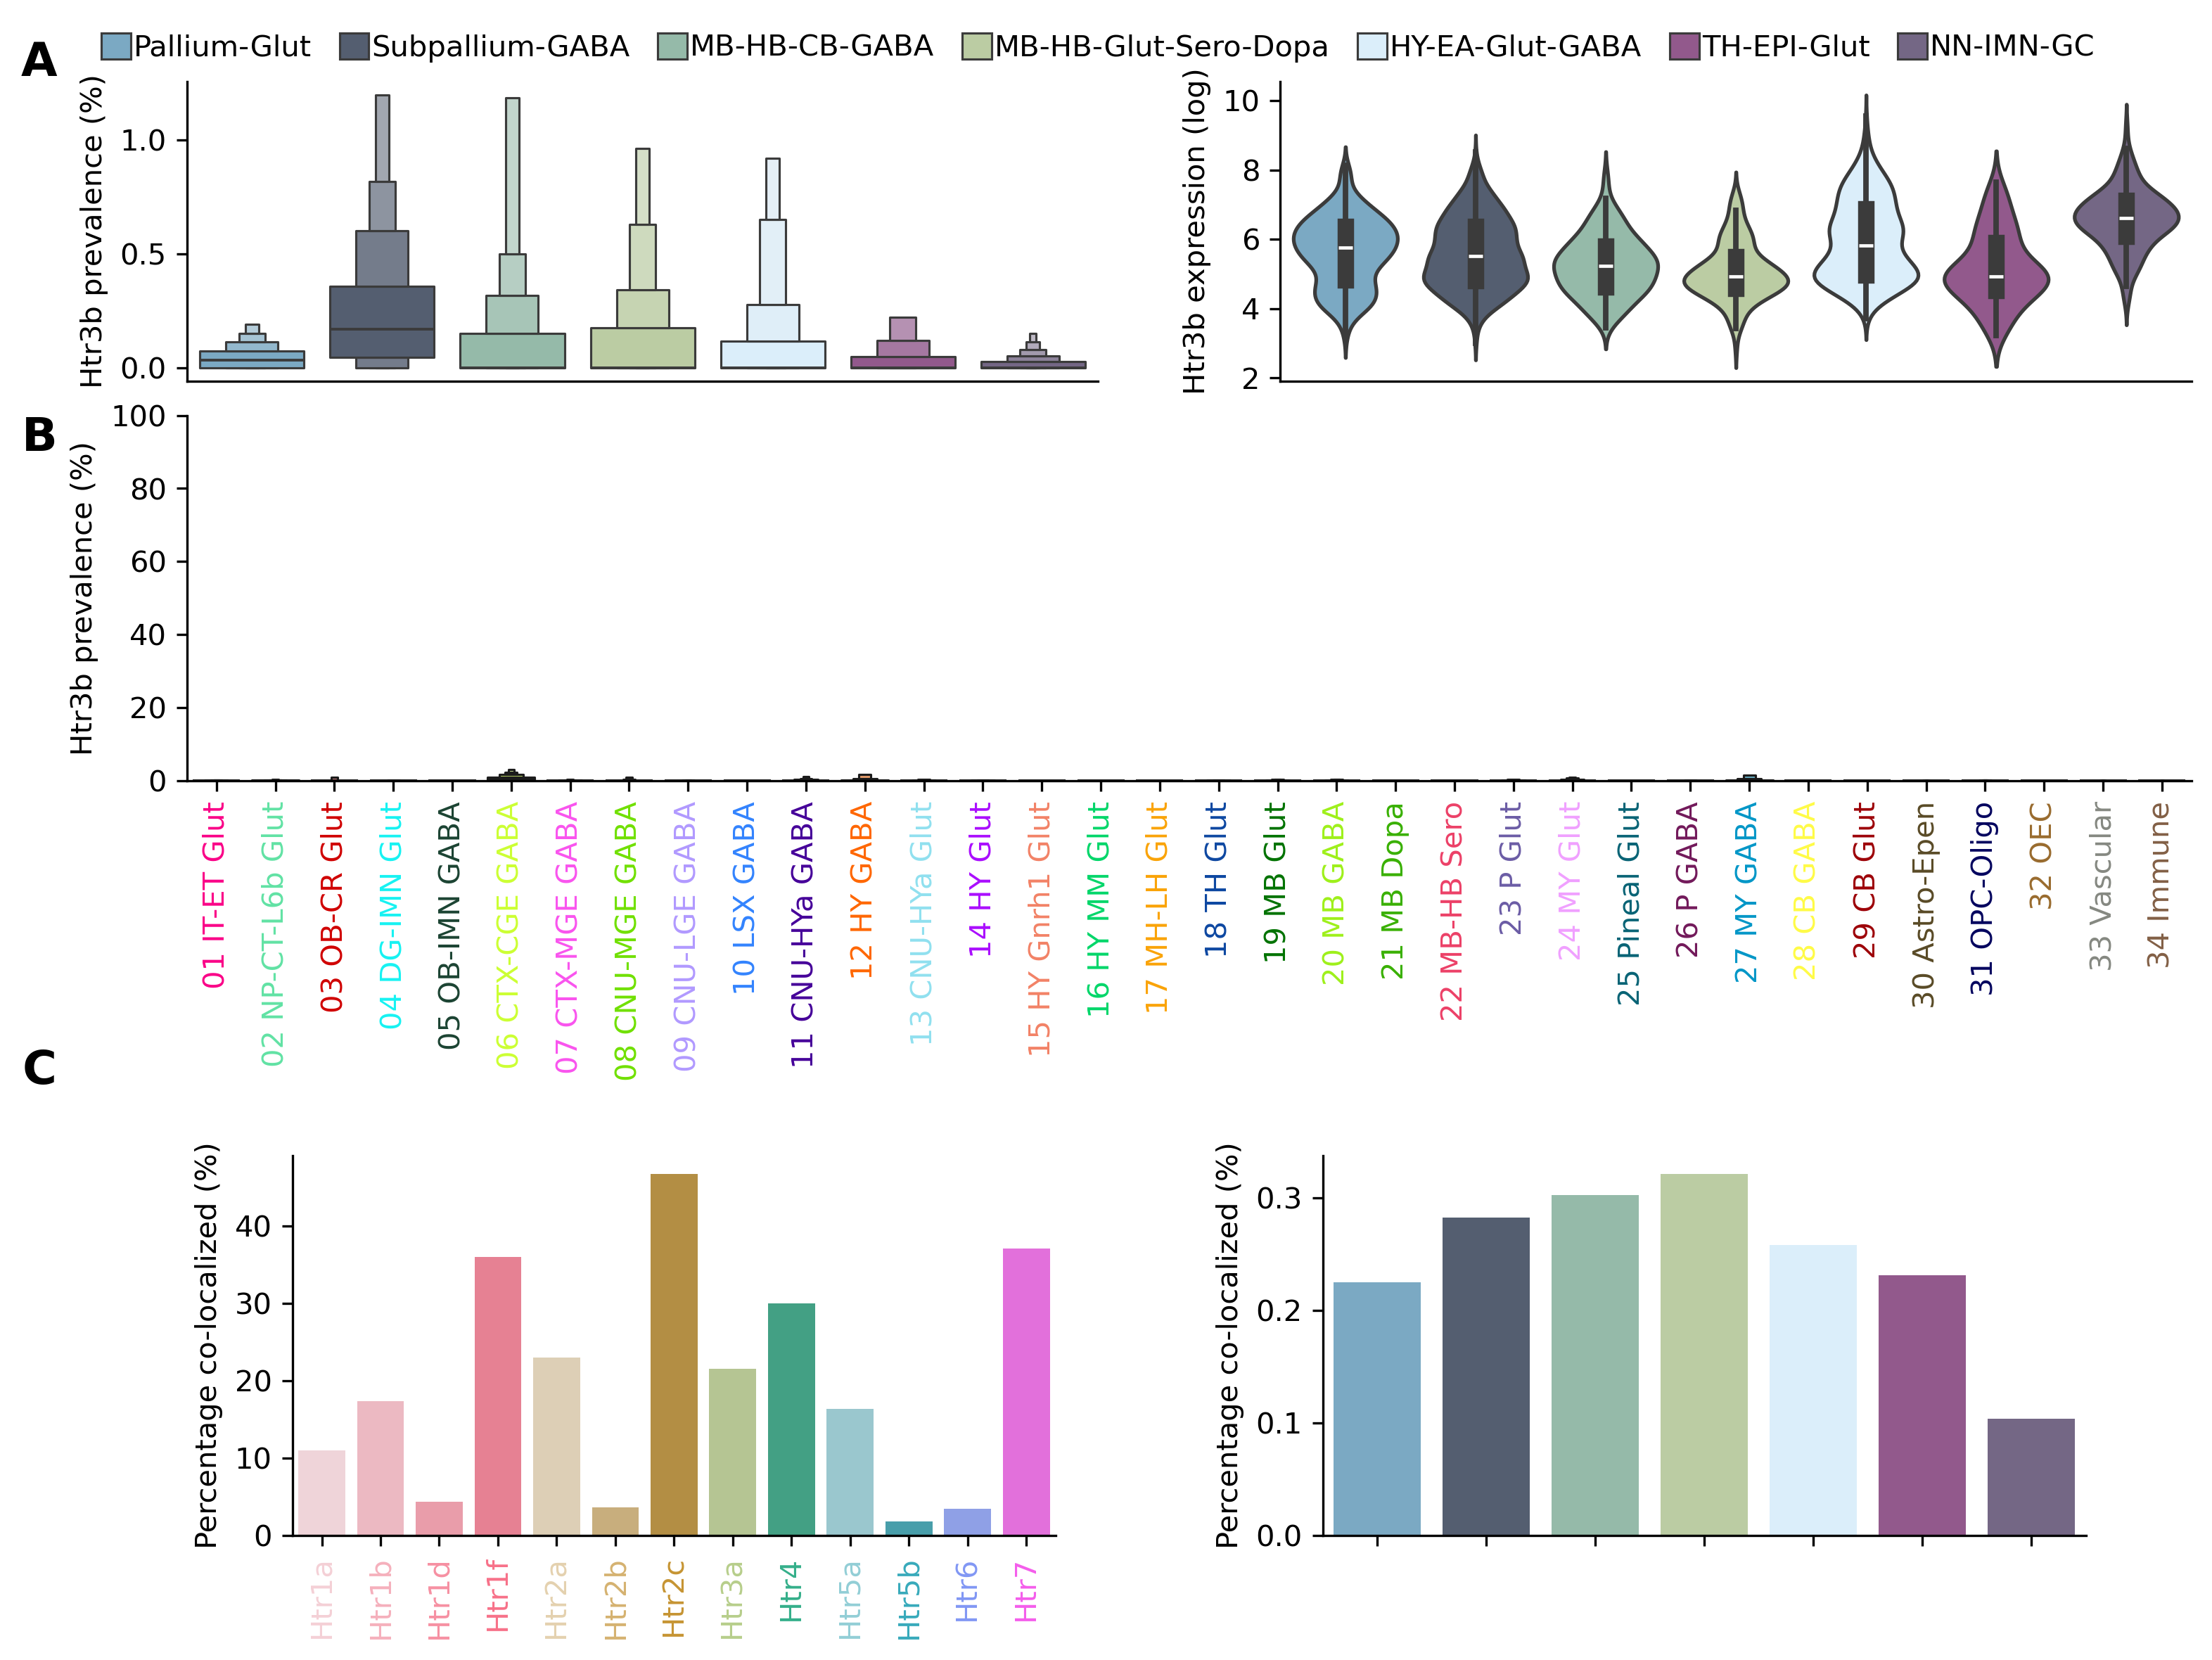 A
Pallium-Glut
Subpallium-GABA
MB-HB-CB-GABA
MB-HB-Glut-Sero-Dopa
HY-EA-Glut-GABA
TH-EPI-Glut
NN-IMN-GC
Htr3b prevalence (%)
1.0
0.5
0.0
Htr3b expression (log)
10
8
6
4
2
B
Htr3b prevalence (%)
100
80
60
40
20
0
01 IT-ET Glut
02 NP-CT-L6b Glut
03 OB-CR Glut
04 DG-IMN Glut
05 OB-IMN GABA
06 CTX-CGE GABA
07 CTX-MGE GABA
08 CNU-MGE GABA
09 CNU-LGE GABA
10 LSX GABA
11 CNU-HYa GABA
12 HY GABA
13 CNU-HYa Glut
14 HY Glut
15 HY Gnrh1 Glut
16 HY MM Glut
17 MH-LH Glut
18 TH Glut
19 MB Glut
20 MB GABA
21 MB Dopa
22 MB-HB Sero
23 P Glut
24 MY Glut
25 Pineal Glut
26 P GABA
27 MY GABA
28 CB GABA
29 CB Glut
30 Astro-Epen
31 OPC-Oligo
32 OEC
33 Vascular
34 Immune
C
Percentage co-localized (%)
40
30
20
10
0
Htr1a
Htr1b
Htr1d
Htr1f
Htr2a
Htr2b
Htr2c
Htr3a
Htr4
Htr5a
Htr5b
Htr6
Htr7
Percentage co-localized (%)
0.3
0.2
0.1
0.0